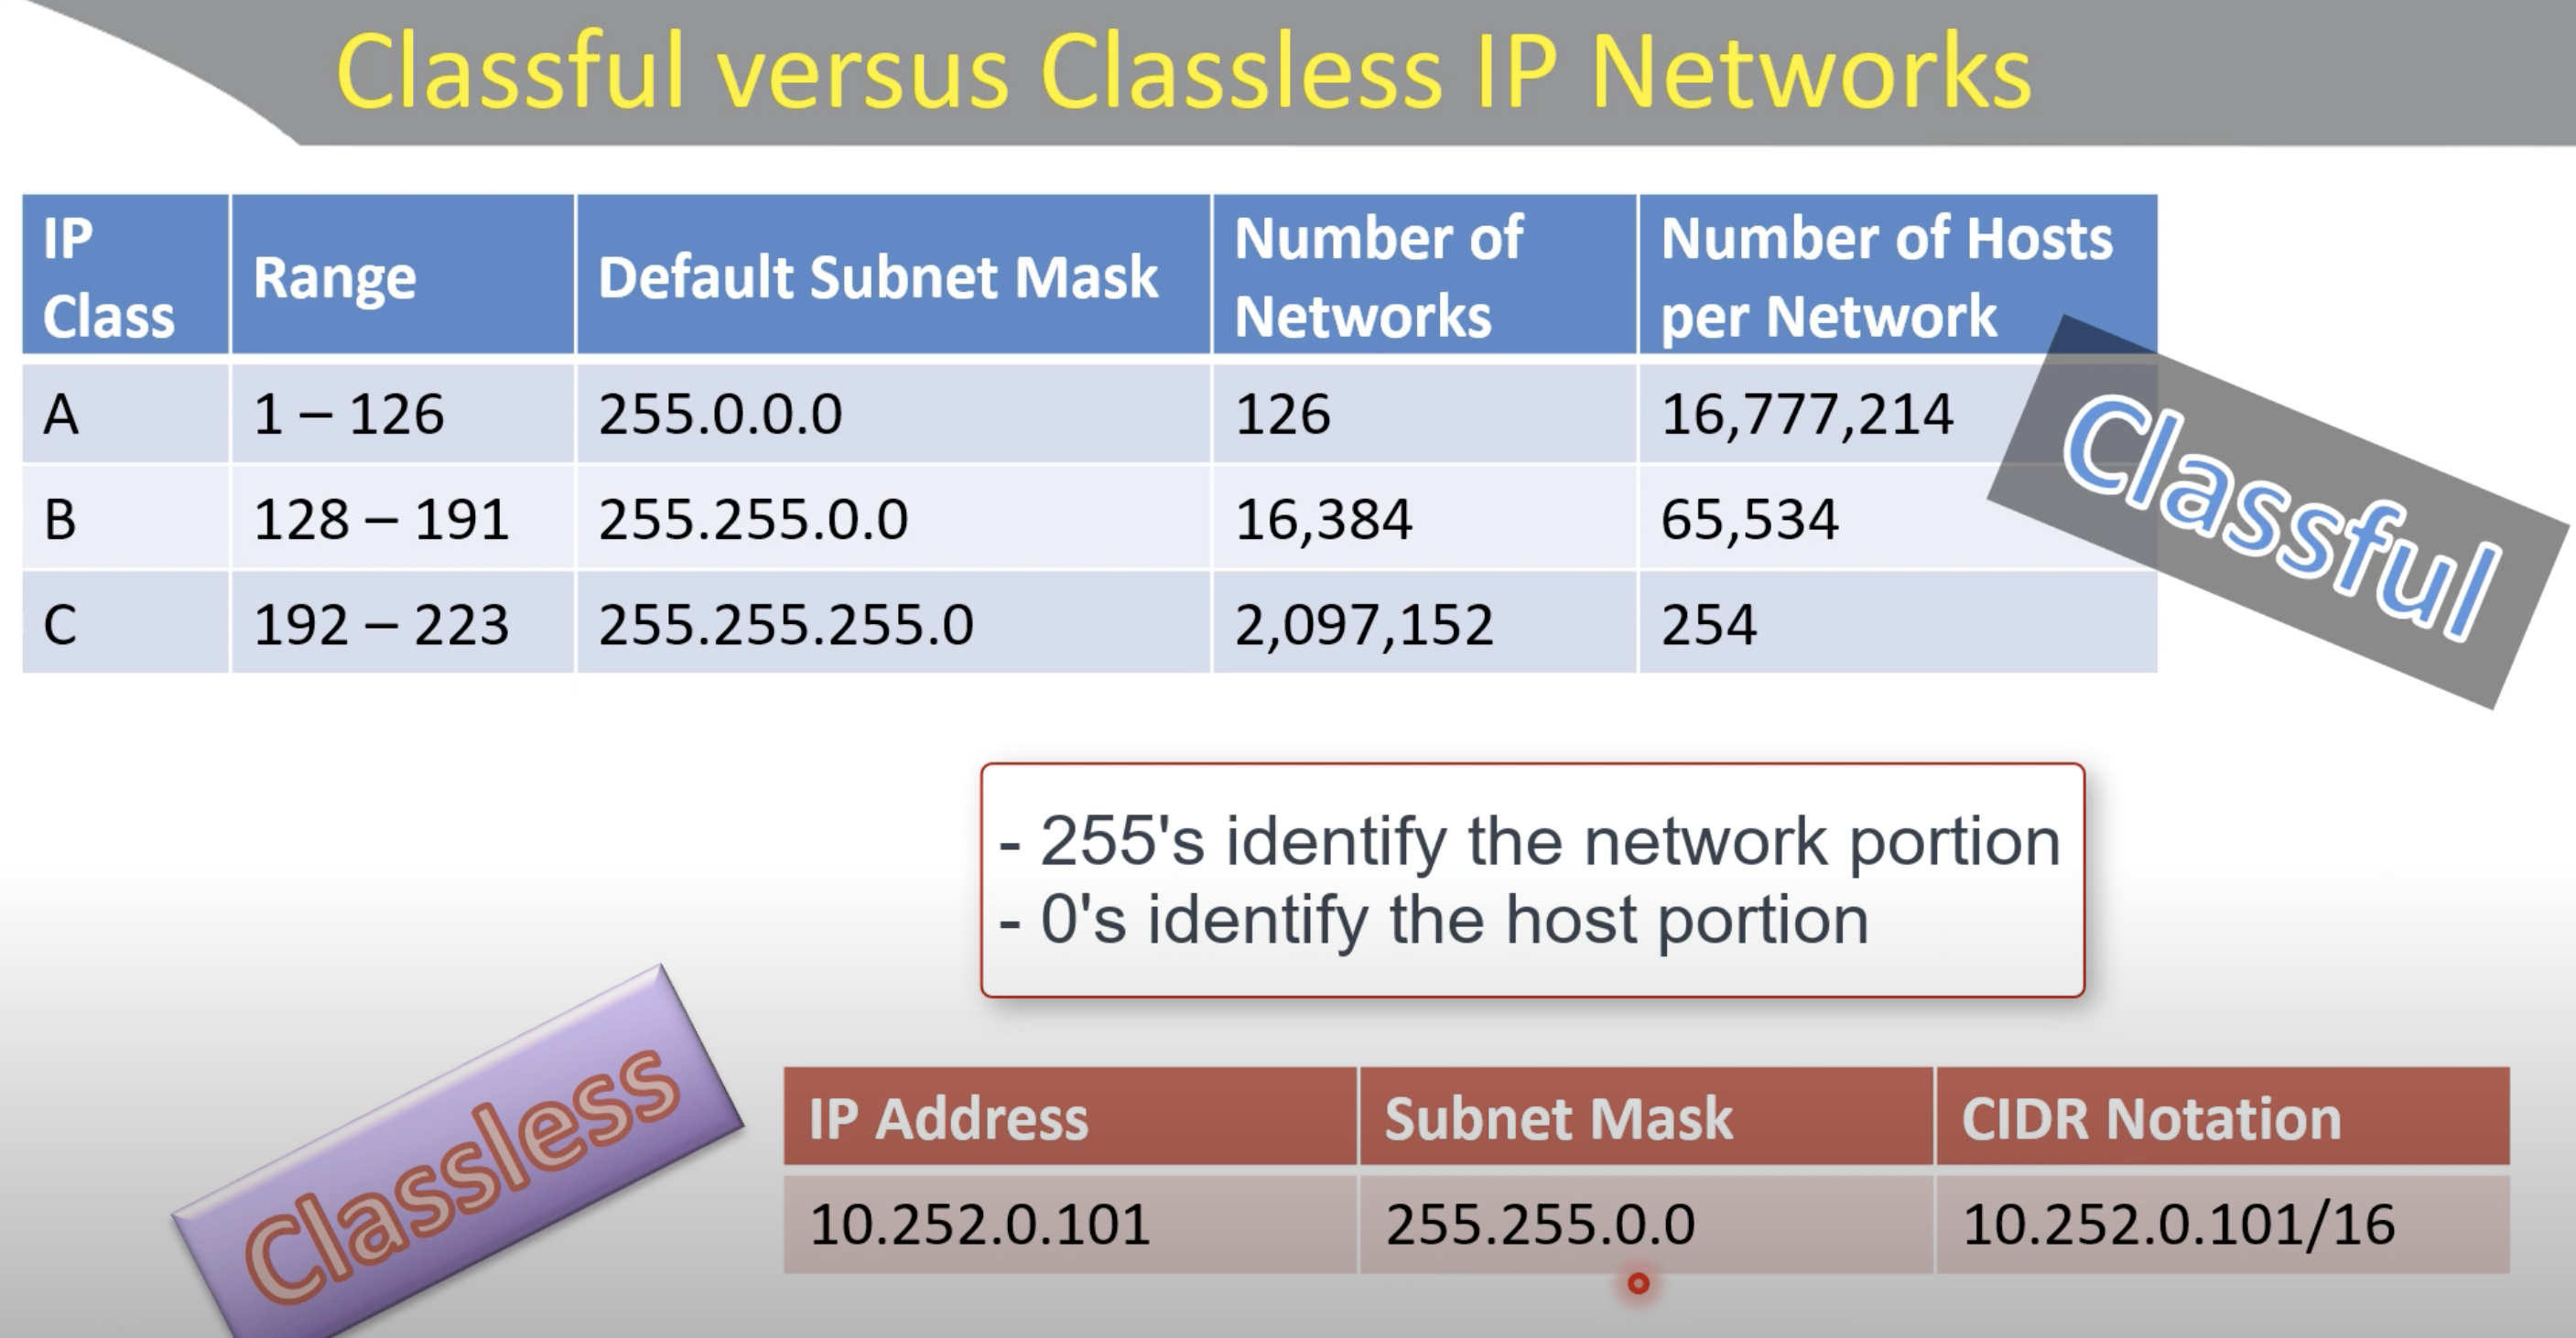 Classful versus Classless IP Networks
IP Class
Range
Default Subnet Mask
Number of Networks
Number of Hosts per Network
A
1 – 126
255.0.0.0
126
16,777,214
B
128 – 191
255.255.0.0
16,384
65,534
C
192 – 223
255.255.255.0
2,097,152
254
Classful
- 255's identify the network portion
- 0's identify the host portion
Classless
IP Address
Subnet Mask
CIDR Notation
10.252.0.101
255.255.0.0
10.252.0.101/16